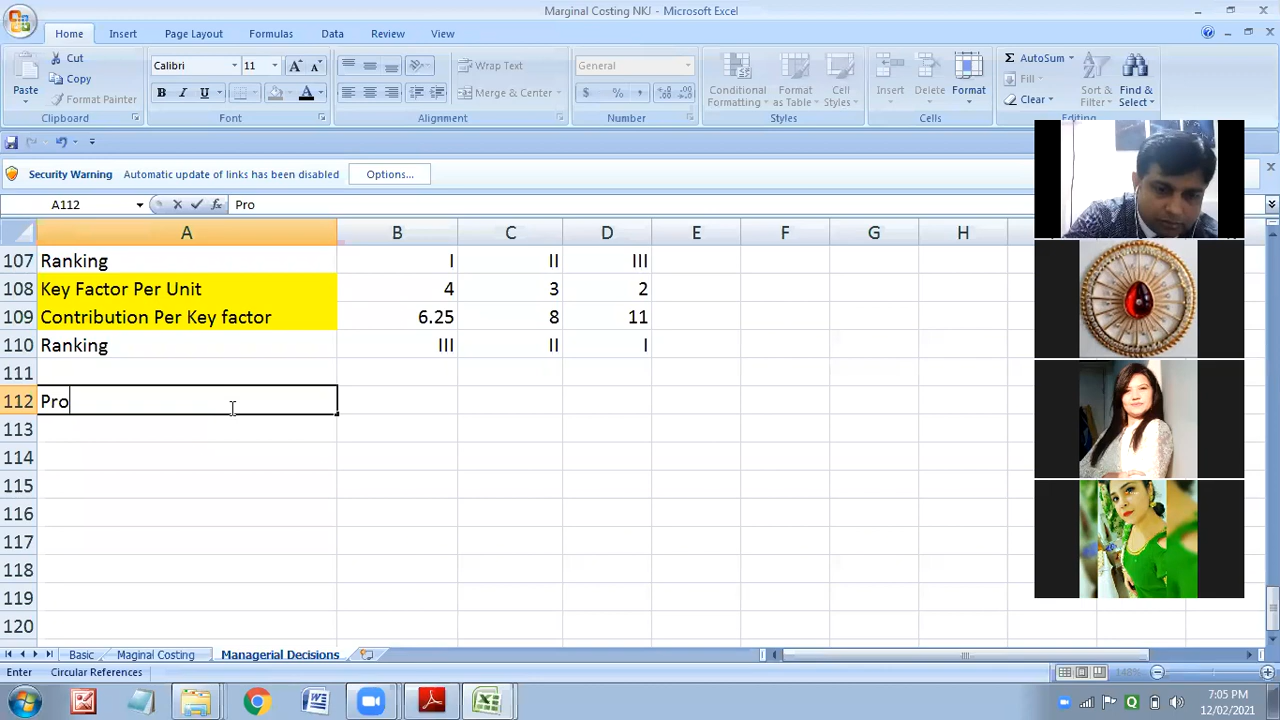 Marginal Costing NKJ - Microsoft Excel
Home Insert Page Layout Formulas Data Review View
Paste Cut Copy Format Painter
Calibri 11 Wrap Text General AutoSum
B I U Merge & Center $ % , Conditional Formatting Format as Table Cell Styles Insert Delete Format Fill Clear Sort & Filter Find & Select
Clipboard Font Alignment Number Styles Cells Editing
Security Warning Automatic update of links has been disabled Options...
A112 fx Pro
A B C D E F G H
107 Ranking I II III
108 Key Factor Per Unit 4 3 2
109 Contribution Per Key factor 6.25 8 11
110 Ranking III II I
111
112 Pro
113
114
115
116
117
118
119
120
Basic Maginal Costing Managerial Decisions
Enter Circular References 148%
7:05 PM
12/02/2021